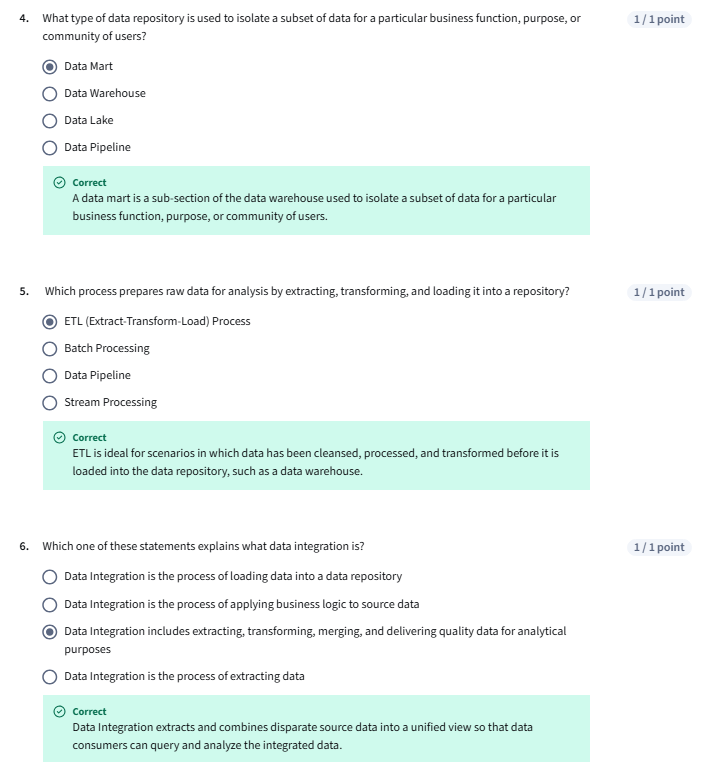 4. What type of data repository is used to isolate a subset of data for a particular business function, purpose, or 1 / 1 point
community of users?
Data Mart
Data Warehouse
Data Lake
Data Pipeline
Correct
A data mart is a sub-section of the data warehouse used to isolate a subset of data for a particular
business function, purpose, or community of users.
5. Which process prepares raw data for analysis by extracting, transforming, and loading it into a repository? 1 / 1 point
ETL (Extract-Transform-Load) Process
Batch Processing
Data Pipeline
Stream Processing
Correct
ETL is ideal for scenarios in which data has been cleansed, processed, and transformed before it is
loaded into the data repository, such as a data warehouse.
6. Which one of these statements explains what data integration is? 1 / 1 point
Data Integration is the process of loading data into a data repository
Data Integration is the process of applying business logic to source data
Data Integration includes extracting, transforming, merging, and delivering quality data for analytical
purposes
Data Integration is the process of extracting data
Correct
Data Integration extracts and combines disparate source data into a unified view so that data
consumers can query and analyze the integrated data.